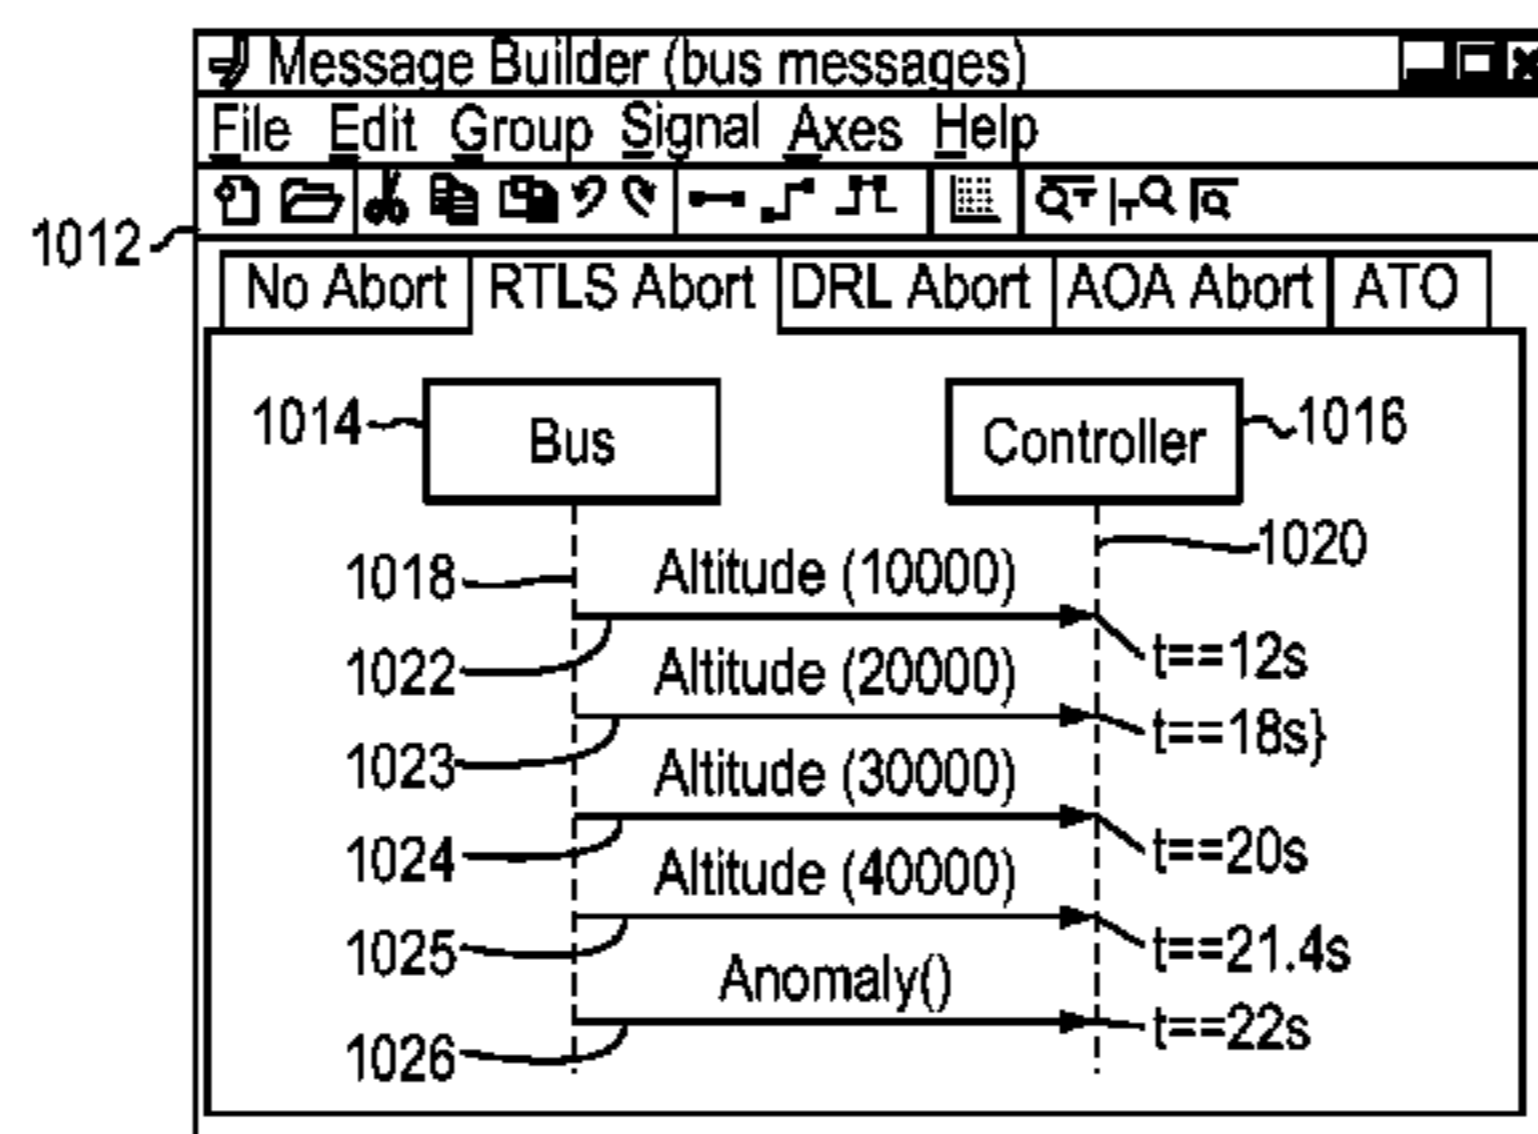 Message Builder (bus messages)
File Edit Group Signal Axes Help
1012
No Abort RTLS Abort DRL Abort AOA Abort ATO
1014 Bus Controller 1016
1018 Altitude (10000) 1020
1022 Altitude (20000) t==12s
1023 Altitude (30000) t==18s}
1024 Altitude (40000) t==20s
1025 Anomaly() t==21.4s
1026 t==22s